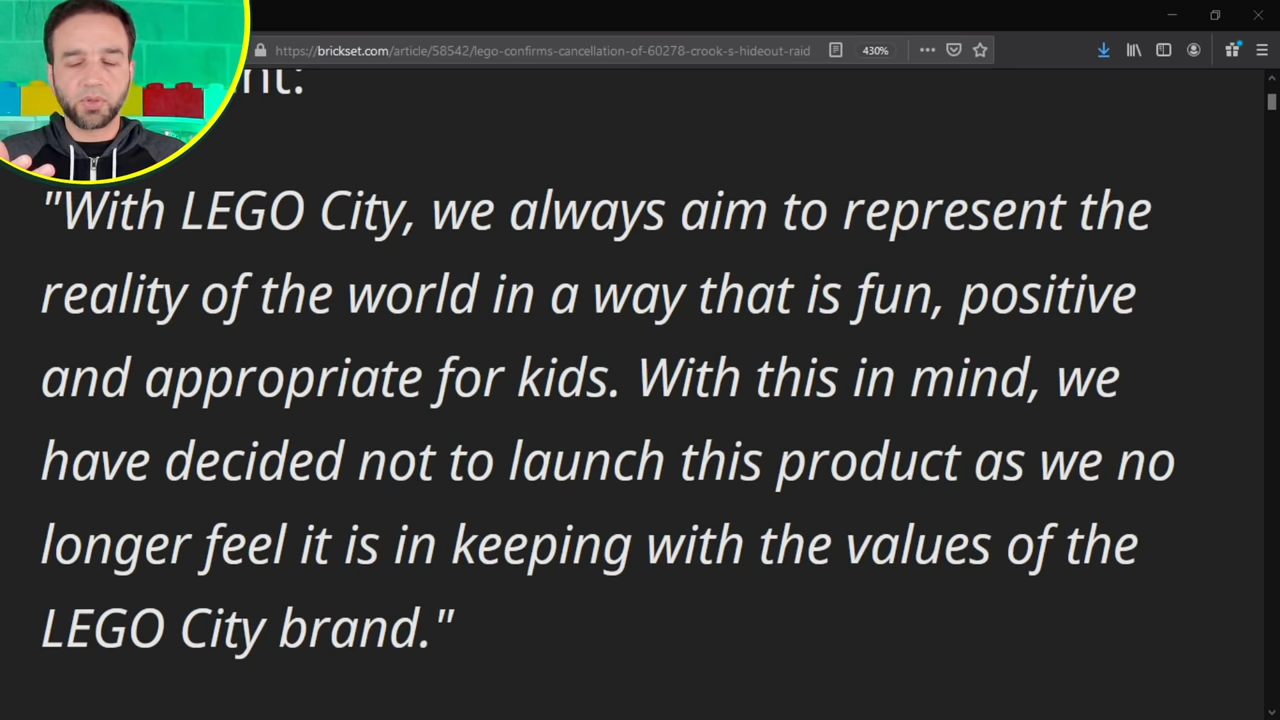 https://brickset.com/article/58542/lego-confirms-cancellation-of-60278-crook-s-hideout-raid
430%
nt:
"With LEGO City, we always aim to represent the
reality of the world in a way that is fun, positive
and appropriate for kids. With this in mind, we
have decided not to launch this product as we no
longer feel it is in keeping with the values of the
LEGO City brand."